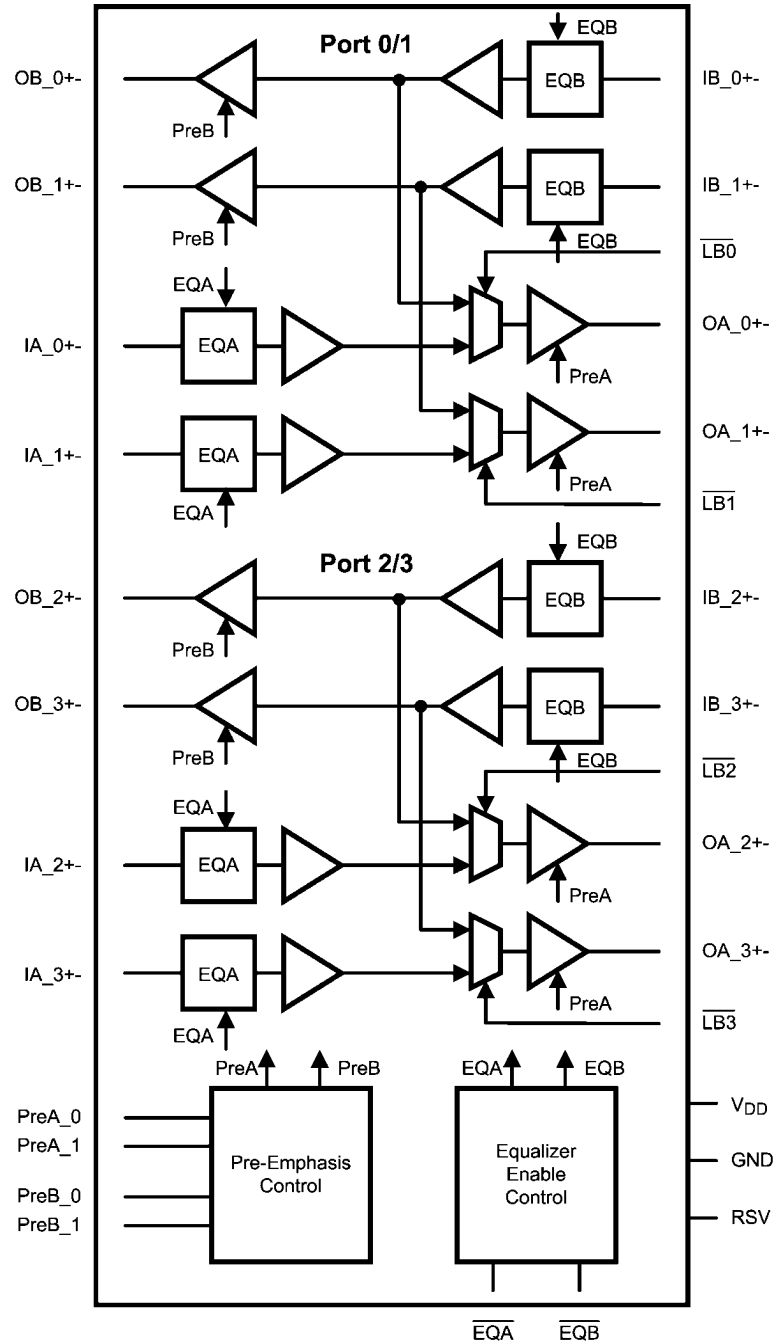 EQB
Port 0/1
OB_0+-
EQB
IB_0+-
PreB
OB_1+-
EQB
IB_1+-
PreB
EQB
LB0
EQA
IA_0+-
EQA
OA_0+-
PreA
IA_1+-
EQA
OA_1+-
PreA
EQA
LB1
EQB
Port 2/3
OB_2+-
EQB
IB_2+-
PreB
OB_3+-
EQB
IB_3+-
PreB
EQB
LB2
EQA
IA_2+-
EQA
OA_2+-
PreA
IA_3+-
EQA
OA_3+-
PreA
EQA
LB3
PreA
PreB
EQA
EQB
PreA_0
PreA_1
PreB_0
PreB_1
Pre-Emphasis
Control
Equalizer
Enable
Control
VDD
GND
RSV
EQA
EQB